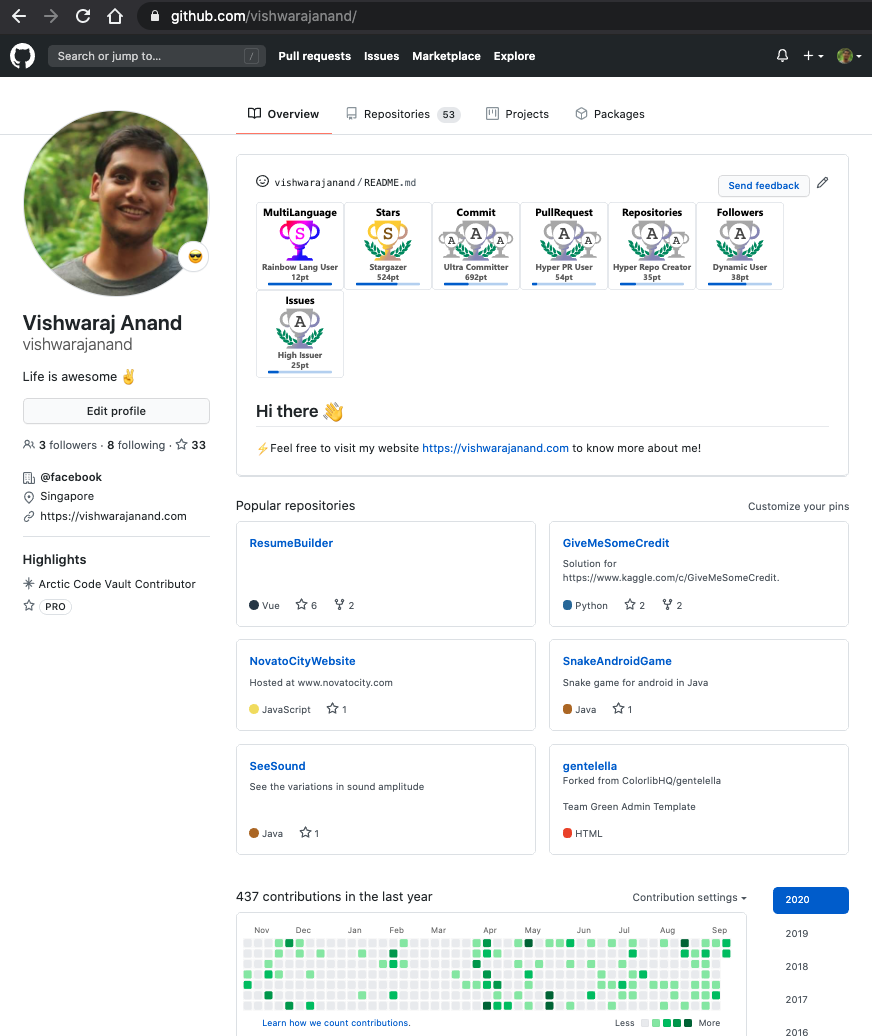 github.com/vishwarajanand/
Search or jump to... /
Pull requests Issues Marketplace Explore
Overview Repositories 53 Projects Packages
vishwarajanand/README.md
Send feedback
MultiLanguage Stars Commit PullRequest Repositories Followers
S S A A A A A A A A A
Rainbow Lang User Stargazer Ultra Committer Hyper PR User Hyper Repo Creator Dynamic User
12pt 524pt 692pt 54pt 35pt 38pt
Issues
A
High Issuer
25pt
Vishwaraj Anand
vishwarajanand
Life is awesome ✌️
Edit profile
3 followers · 8 following · 33
@facebook
Singapore
https://vishwarajanand.com
Highlights
Arctic Code Vault Contributor
PRO
Hi there 👋
⚡Feel free to visit my website https://vishwarajanand.com to know more about me!
Popular repositories Customize your pins
ResumeBuilder
Vue 6 2
GiveMeSomeCredit
Solution for
https://www.kaggle.com/c/GiveMeSomeCredit.
Python 2 2
NovatoCityWebsite
Hosted at www.novatocity.com
JavaScript 1
SnakeAndroidGame
Snake game for android in Java
Java 1
SeeSound
See the variations in sound amplitude
Java 1
gentelella
Forked from ColorlibHQ/gentelella
Team Green Admin Template
HTML
437 contributions in the last year Contribution settings
2020
2019
2018
2017
2016
Nov Dec Jan Feb Mar Apr May Jun Jul Aug Sep
Learn how we count contributions. Less More